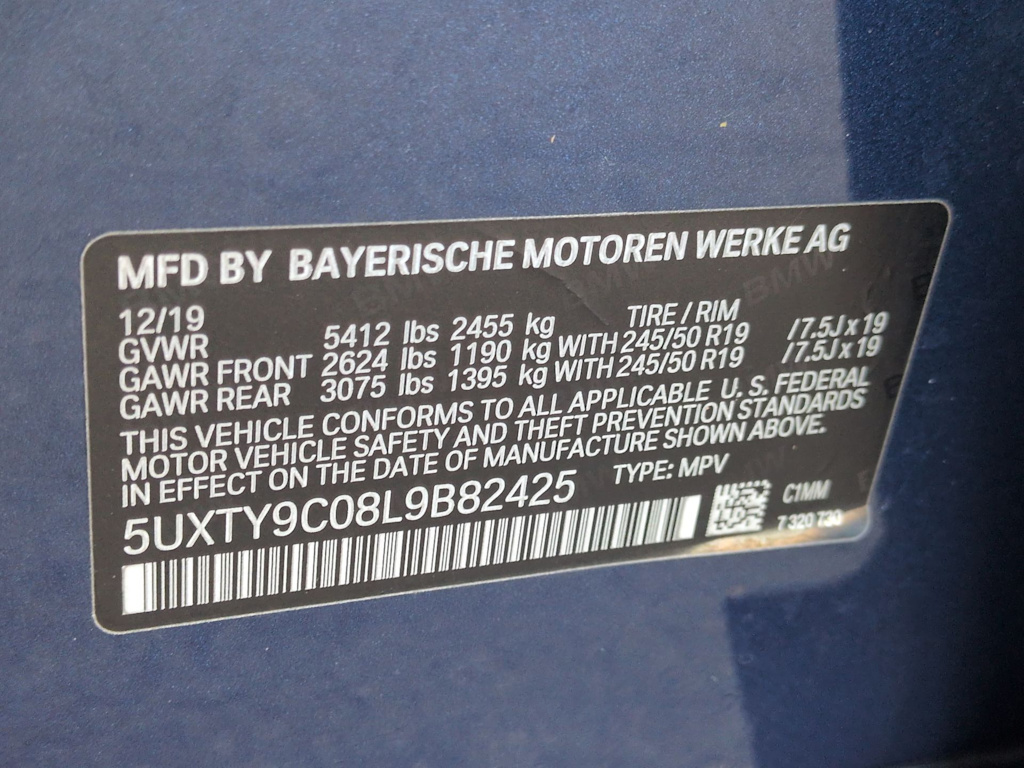 MFD BY BAYERISCHE MOTOREN WERKE AG
12/19 TIRE / RIM
GVWR 5412 lbs 2455 kg
GAWR FRONT 2624 lbs 1190 kg WITH 245/50 R19 /7.5J x 19
GAWR REAR 3075 lbs 1395 kg WITH 245/50 R19 /7.5J x 19
THIS VEHICLE CONFORMS TO ALL APPLICABLE U. S. FEDERAL
MOTOR VEHICLE SAFETY AND THEFT PREVENTION STANDARDS
IN EFFECT ON THE DATE OF MANUFACTURE SHOWN ABOVE.
5UXTY9C08L9B82425 TYPE: MPV
C1MM
7 320 730